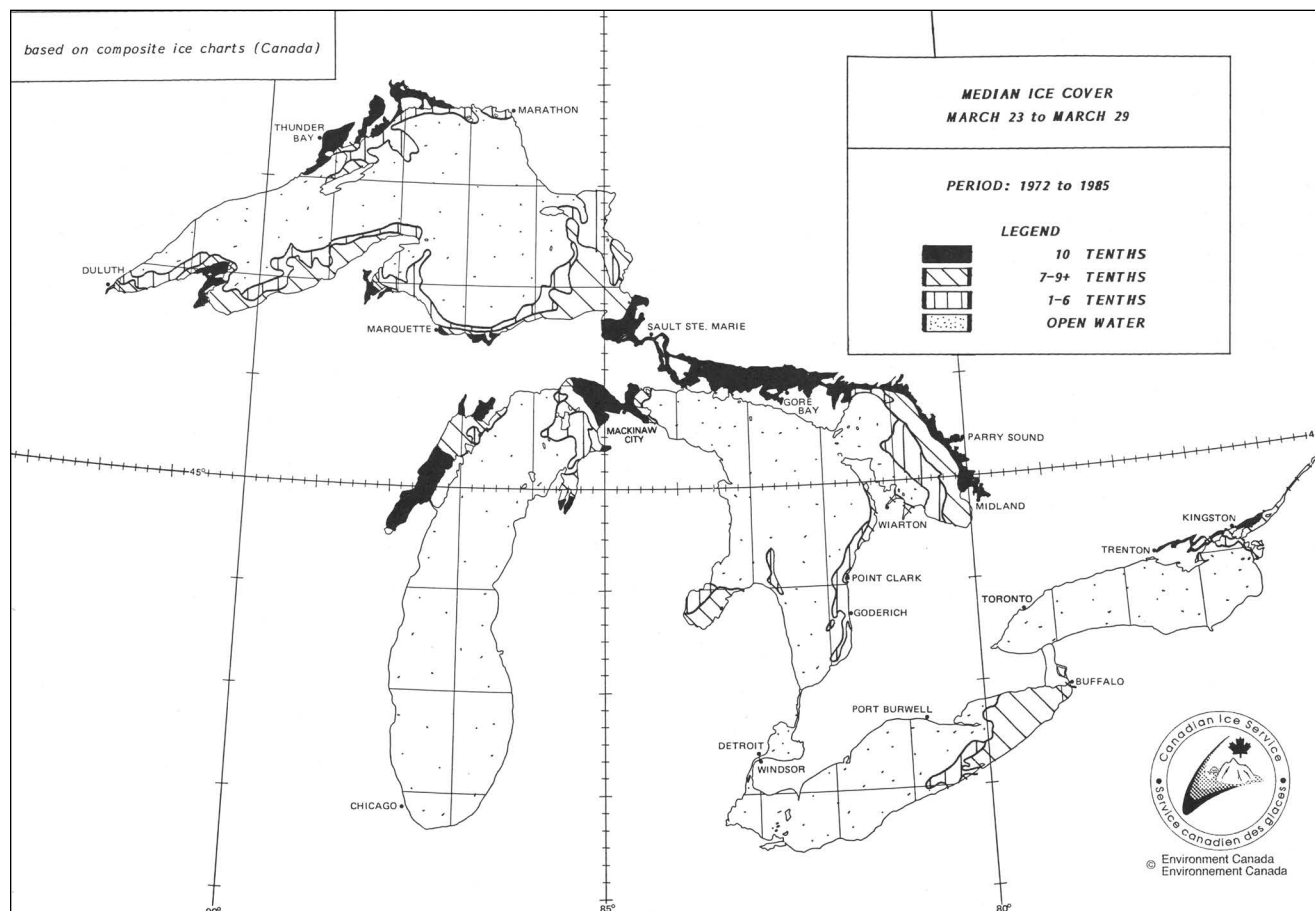 based on composite ice charts (Canada)
MEDIAN ICE COVER
MARCH 23 to MARCH 29
PERIOD: 1972 to 1985
LEGEND
10 TENTHS
7-9+ TENTHS
1-6 TENTHS
OPEN WATER
MARATHON
THUNDER
BAY
DULUTH
MARQUETTE
SAULT STE. MARIE
GORE
BAY
MACKINAW
CITY
PARRY SOUND
45°
MIDLAND
WIARTON
KINGSTON
TRENTON
POINT CLARK
TORONTO
GODERICH
BUFFALO
PORT BURWELL
DETROIT
WINDSOR
CHICAGO
Canadian Ice Service
Service canadien des glaces
© Environment Canada
Environnement Canada
85°
80°